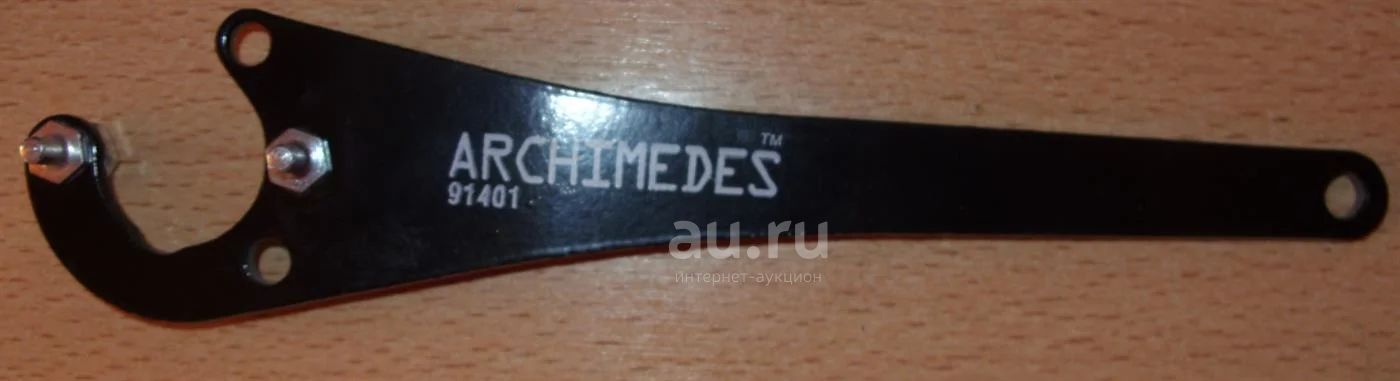 ARCHIMEDES™
91401
au.ru
интернет-аукцион